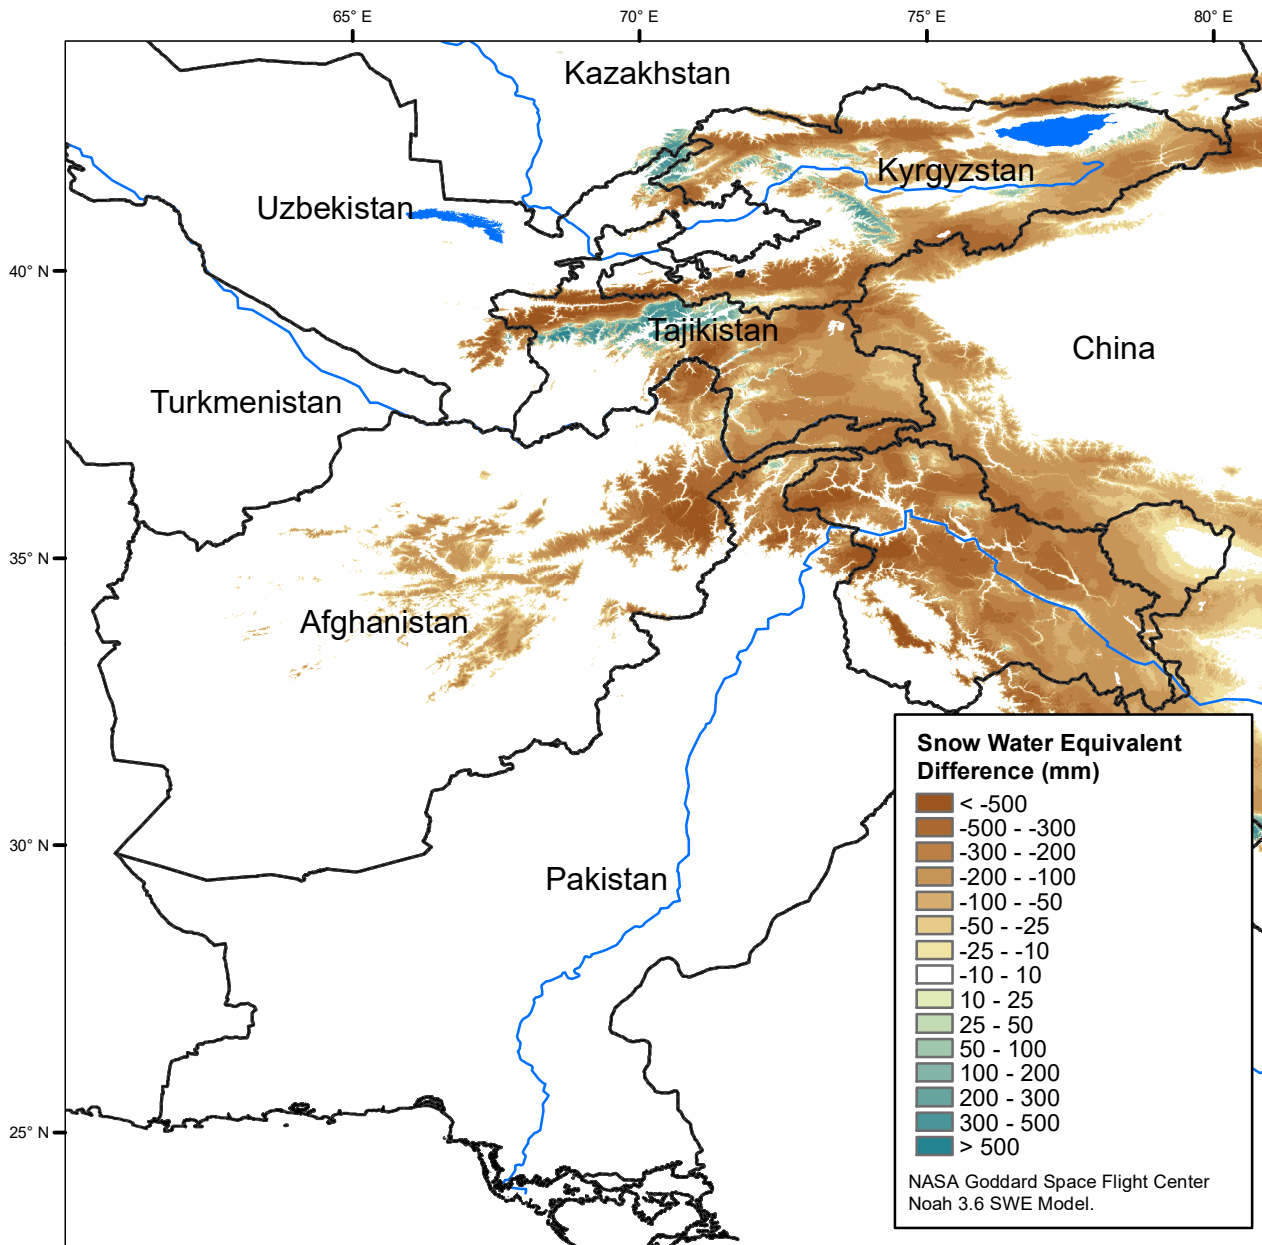 65° E
70° E
75° E
80° E
Kazakhstan
Kyrgyzstan
Uzbekistan
40° N
Tajikistan
China
Turkmenistan
35° N
Afghanistan
30° N
Pakistan
25° N
Snow Water Equivalent
Difference (mm)
< -500
-500 - -300
-300 - -200
-200 - -100
-100 - -50
-50 - -25
-25 - -10
-10 - 10
10 - 25
25 - 50
50 - 100
100 - 200
200 - 300
300 - 500
> 500
NASA Goddard Space Flight Center
Noah 3.6 SWE Model.